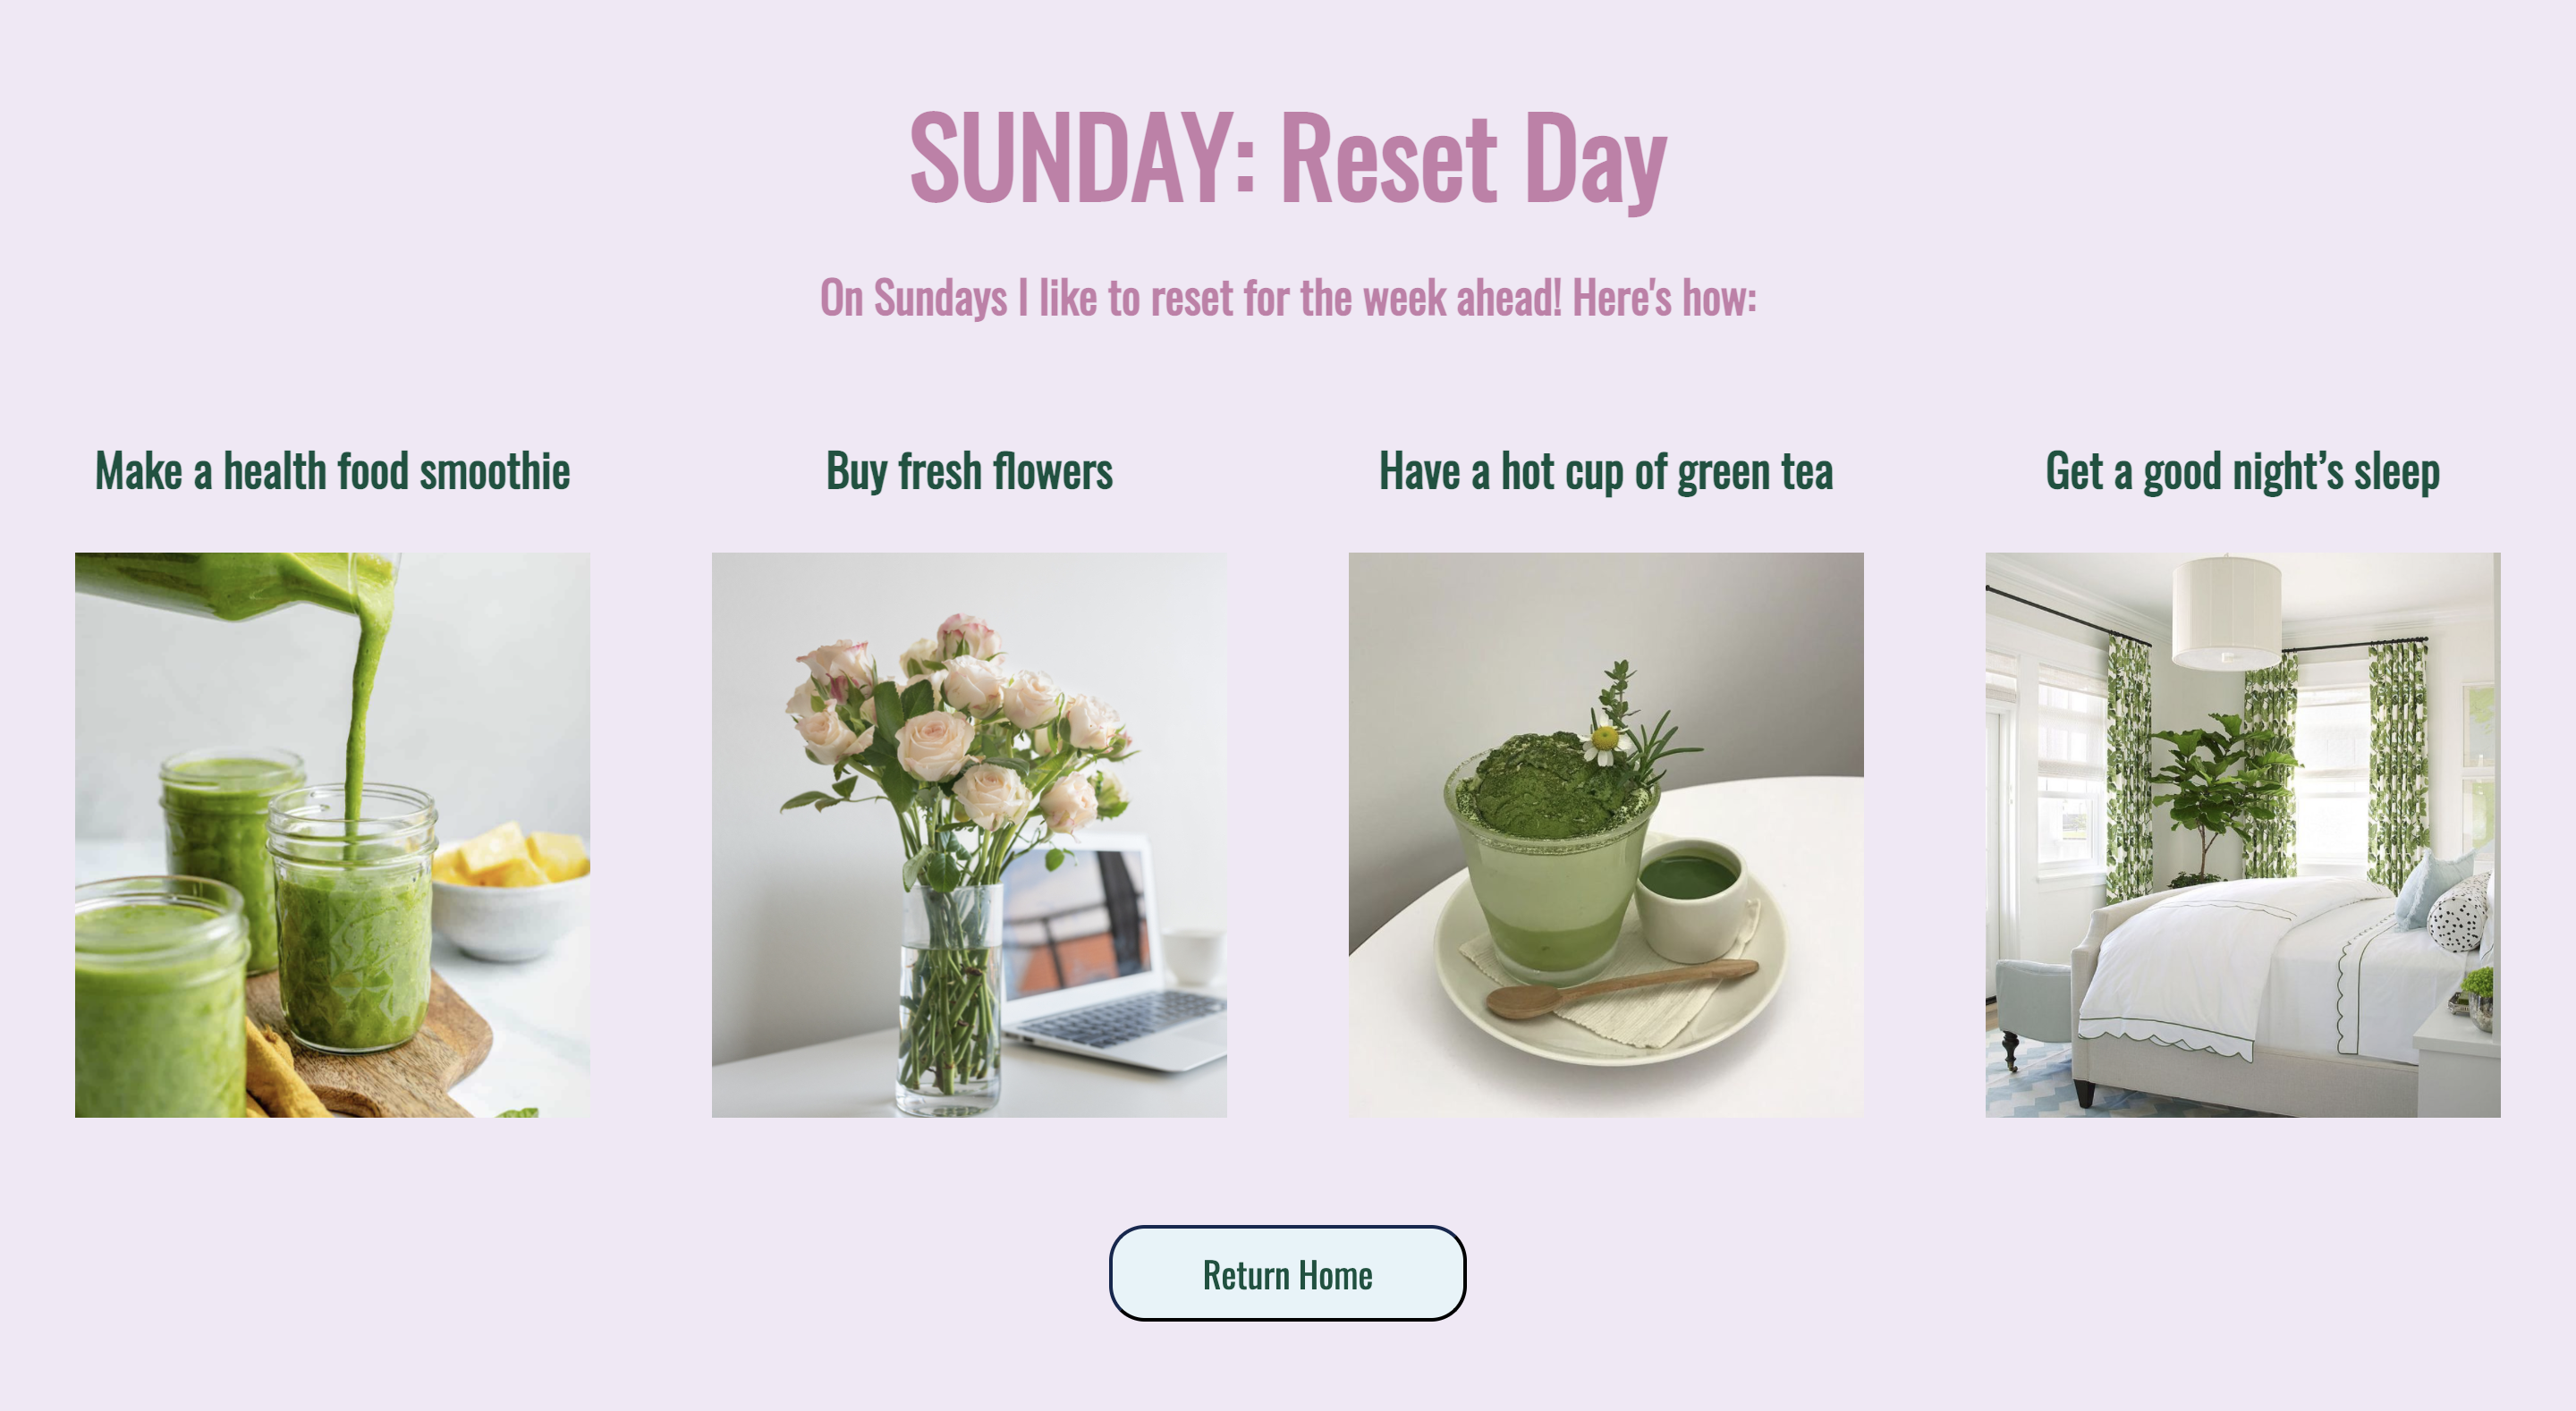 SUNDAY: Reset Day
On Sundays I like to reset for the week ahead! Here's how:
Make a health food smoothie
Buy fresh flowers
Have a hot cup of green tea
Get a good night’s sleep
Return Home